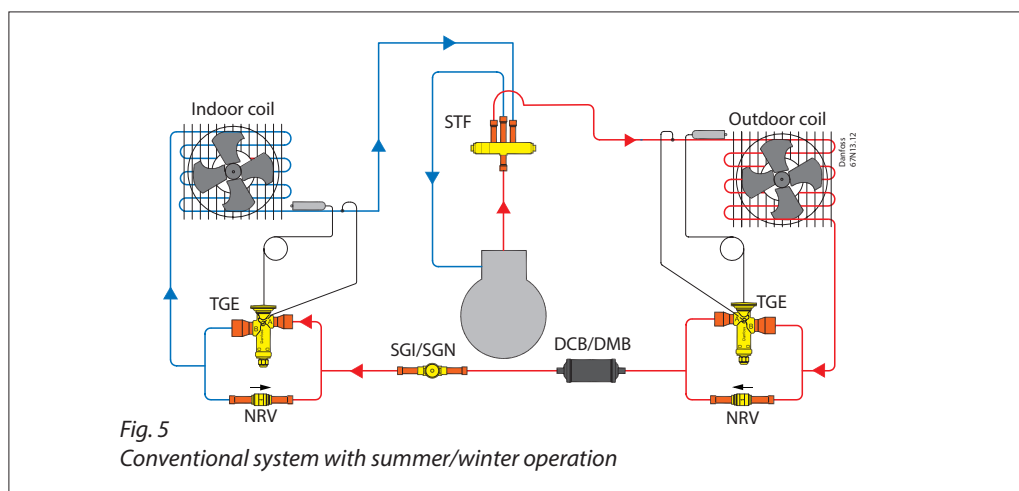 Indoor coil
STF
Outdoor coil
Danfoss
67N13.12
TGE
B
A
TGE
A
B
SGI/SGN
DCB/DMB
NRV
NRV
Fig. 5
Conventional system with summer/winter operation